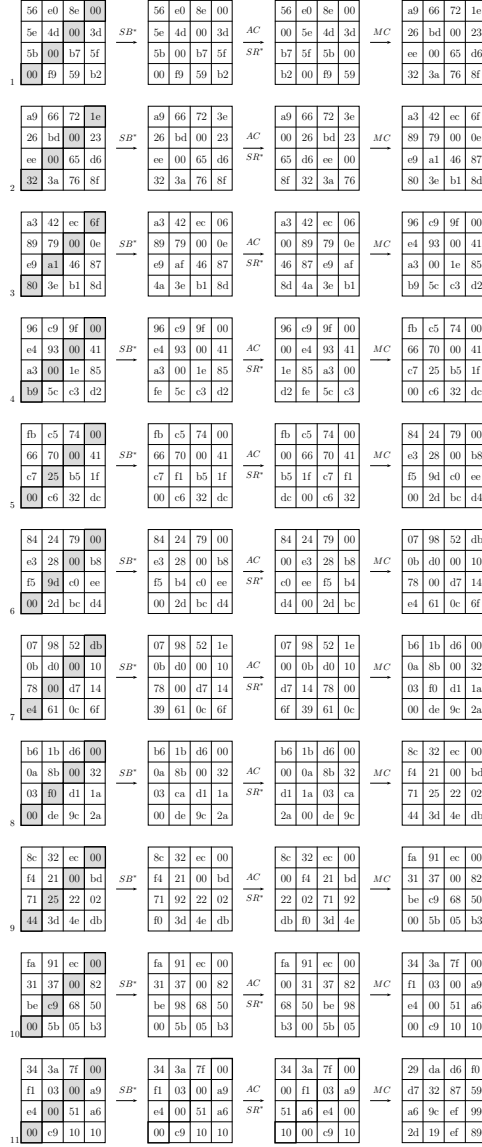 56 e0 8e 00 56 e0 8e 00 56 e0 8e 00 a9 66 72 1e
5e 4d 00 3d SB* 5e 4d 00 3d AC 00 5e 4d 3d MC 26 bd 00 23
5b 00 b7 5f 5b 00 b7 5f SR* b7 5f 5b 00 ee 00 65 d6
1 00 f9 59 b2 00 f9 59 b2 b2 00 f9 59 32 3a 76 8f
a9 66 72 1e a9 66 72 3e a9 66 72 3e a3 42 ec 6f
26 bd 00 23 SB* 26 bd 00 23 AC 00 26 bd 23 MC 89 79 00 0e
ee 00 65 d6 ee 00 65 d6 SR* 65 d6 ee 00 e9 a1 46 87
2 32 3a 76 8f 32 3a 76 8f 8f 32 3a 76 80 3e b1 8d
a3 42 ec 6f a3 42 ec 06 a3 42 ec 06 96 c9 9f 00
89 79 00 0e SB* 89 79 00 0e AC 00 89 79 0e MC e4 93 00 41
e9 a1 46 87 e9 af 46 87 SR* 46 87 e9 af a3 00 1e 85
3 80 3e b1 8d 4a 3e b1 8d 8d 4a 3e b1 b9 5c c3 d2
96 c9 9f 00 96 c9 9f 00 96 c9 9f 00 fb c5 74 00
e4 93 00 41 SB* e4 93 00 41 AC 00 e4 93 41 MC 66 70 00 41
a3 00 1e 85 a3 00 1e 85 SR* 1e 85 a3 00 c7 25 b5 1f
4 b9 5c c3 d2 fe 5c c3 d2 d2 fe 5c c3 00 c6 32 dc
fb c5 74 00 fb c5 74 00 fb c5 74 00 84 24 79 00
66 70 00 41 SB* 66 70 00 41 AC 00 66 70 41 MC e3 28 00 b8
c7 25 b5 1f c7 f1 b5 1f SR* b5 1f c7 f1 f5 9d c0 ee
5 00 c6 32 dc 00 c6 32 dc dc 00 c6 32 00 2d bc d4
84 24 79 00 84 24 79 00 84 24 79 00 07 98 52 db
e3 28 00 b8 SB* e3 28 00 b8 AC 00 e3 28 b8 MC 0b d0 00 10
f5 9d c0 ee f5 b4 c0 ee SR* c0 ee f5 b4 78 00 d7 14
6 00 2d bc d4 00 2d bc d4 d4 00 2d bc e4 61 0c 6f
07 98 52 db 07 98 52 1e 07 98 52 1e b6 1b d6 00
0b d0 00 10 SB* 0b d0 00 10 AC 00 0b d0 10 MC 0a 8b 00 32
78 00 d7 14 78 00 d7 14 SR* d7 14 78 00 03 f0 d1 1a
7 e4 61 0c 6f 39 61 0c 6f 6f 39 61 0c 00 de 9c 2a
b6 1b d6 00 b6 1b d6 00 b6 1b d6 00 8c 32 ec 00
0a 8b 00 32 SB* 0a 8b 00 32 AC 00 0a 8b 32 MC f4 21 00 bd
03 f0 d1 1a 03 ca d1 1a SR* d1 1a 03 ca 71 25 22 02
8 00 de 9c 2a 00 de 9c 2a 2a 00 de 9c 44 3d 4e db
8c 32 ec 00 8c 32 ec 00 8c 32 ec 00 fa 91 ec 00
f4 21 00 bd SB* f4 21 00 bd AC 00 f4 21 bd MC 31 37 00 82
71 25 22 02 71 92 22 02 SR* 22 02 71 92 be c9 68 50
9 44 3d 4e db f0 3d 4e db db f0 3d 4e 00 5b 05 b3
fa 91 ec 00 fa 91 ec 00 fa 91 ec 00 34 3a 7f 00
31 37 00 82 SB* 31 37 00 82 AC 00 31 37 82 MC f1 03 00 a9
be c9 68 50 be 98 68 50 SR* 68 50 be 98 e4 00 51 a6
10 00 5b 05 b3 00 5b 05 b3 b3 00 5b 05 00 c9 10 10
34 3a 7f 00 34 3a 7f 00 34 3a 7f 00 29 da d6 f0
f1 03 00 a9 SB* f1 03 00 a9 AC 00 f1 03 a9 MC d7 32 87 59
e4 00 51 a6 e4 00 51 a6 SR* 51 a6 e4 00 a6 9c ef 99
11 00 c9 10 10 00 c9 10 10 10 00 c9 10 2d 19 ef 89